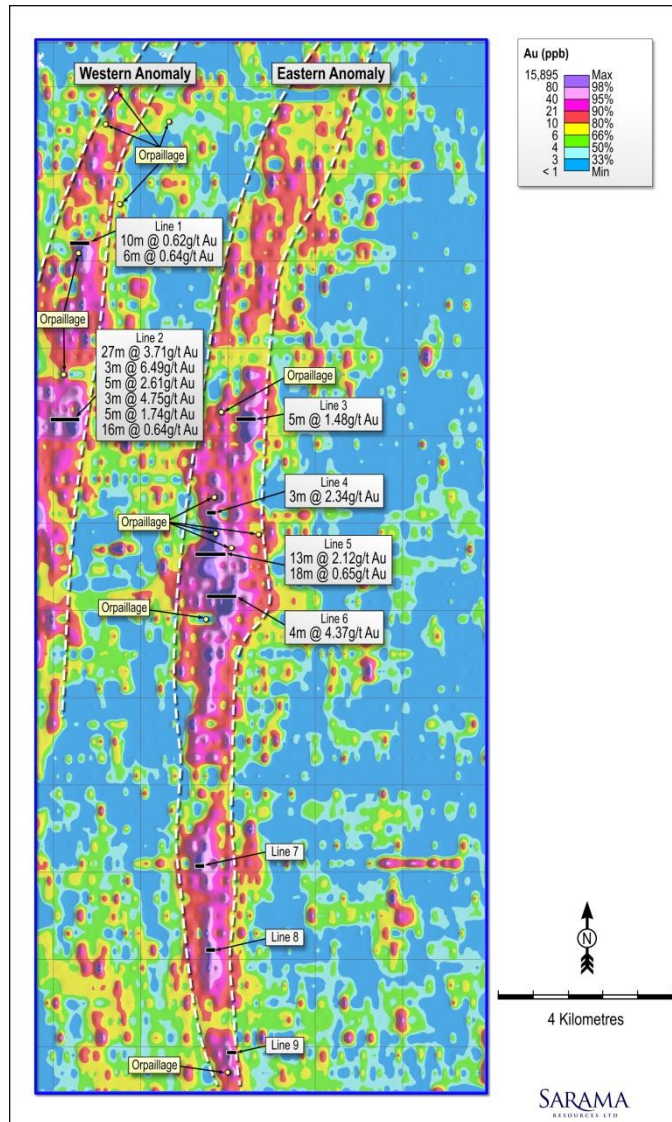 Western Anomaly
Eastern Anomaly
Au (ppb)
15,895 Max
80 98%
40 95%
21 90%
10 80%
6 66%
4 50%
3 33%
< 1 Min
Orpaillage
Line 1
10m @ 0.62g/t Au
6m @ 0.64g/t Au
Orpaillage
Line 2
27m @ 3.71g/t Au
3m @ 6.49g/t Au
5m @ 2.61g/t Au
3m @ 4.75g/t Au
5m @ 1.74g/t Au
16m @ 0.64g/t Au
Orpaillage
Line 3
5m @ 1.48g/t Au
Line 4
3m @ 2.34g/t Au
Orpaillage
Line 5
13m @ 2.12g/t Au
18m @ 0.65g/t Au
Orpaillage
Line 6
4m @ 4.37g/t Au
Line 7
Line 8
Line 9
Orpaillage
N
4 Kilometres
SARAMA
RESOURCES LTD